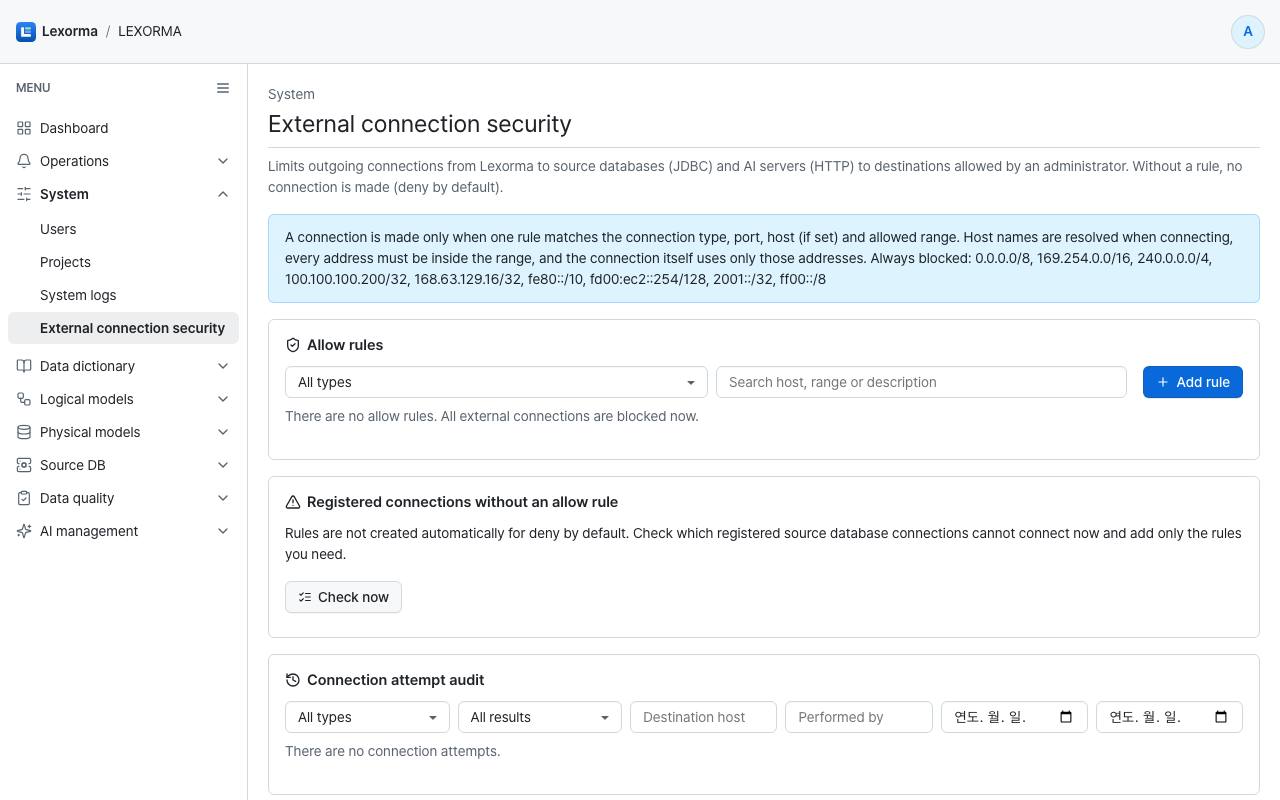 Lexorma / LEXORMA
A
MENU
Dashboard
Operations
System
Users
Projects
System logs
External connection security
Data dictionary
Logical models
Physical models
Source DB
Data quality
AI management
System
External connection security
Limits outgoing connections from Lexorma to source databases (JDBC) and AI servers (HTTP) to destinations allowed by an administrator. Without a rule, no
connection is made (deny by default).
A connection is made only when one rule matches the connection type, port, host (if set) and allowed range. Host names are resolved when connecting,
every address must be inside the range, and the connection itself uses only those addresses. Always blocked: 0.0.0.0/8, 169.254.0.0/16, 240.0.0.0/4,
100.100.100.200/32, 168.63.129.16/32, fe80::/10, fd00:ec2::254/128, 2001::/32, ff00::/8
Allow rules
All types
Search host, range or description
Add rule
There are no allow rules. All external connections are blocked now.
Registered connections without an allow rule
Rules are not created automatically for deny by default. Check which registered source database connections cannot connect now and add only the rules
you need.
Check now
Connection attempt audit
All types
All results
Destination host
Performed by
연도. 월. 일.
연도. 월. 일.
There are no connection attempts.